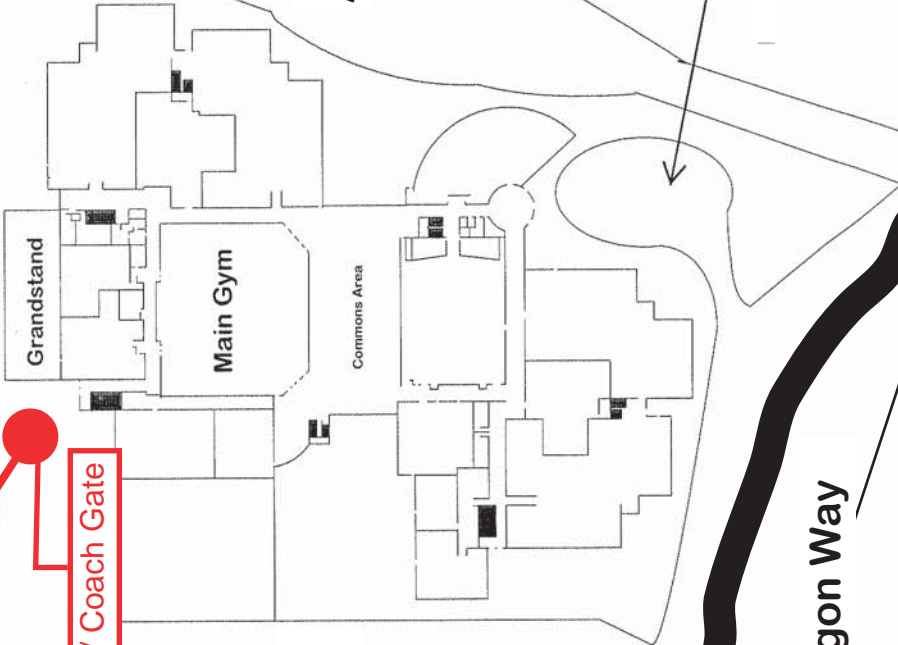 Grandstand
Main Gym
Commons Area
/ Coach Gate
gon Way